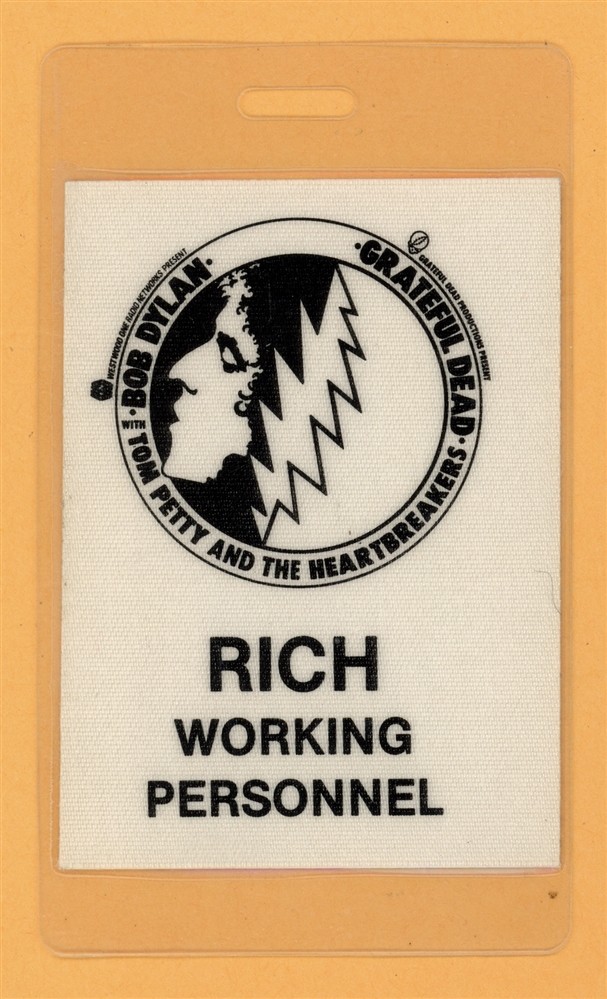 WESTWOOD ONE RADIO NETWORKS PRESENT
·BOB DYLAN·
GRATEFUL DEAD PRODUCTIONS PRESENT
·GRATEFUL DEAD·
WITH
TOM PETTY AND THE HEARTBREAKERS
RICH
WORKING
PERSONNEL